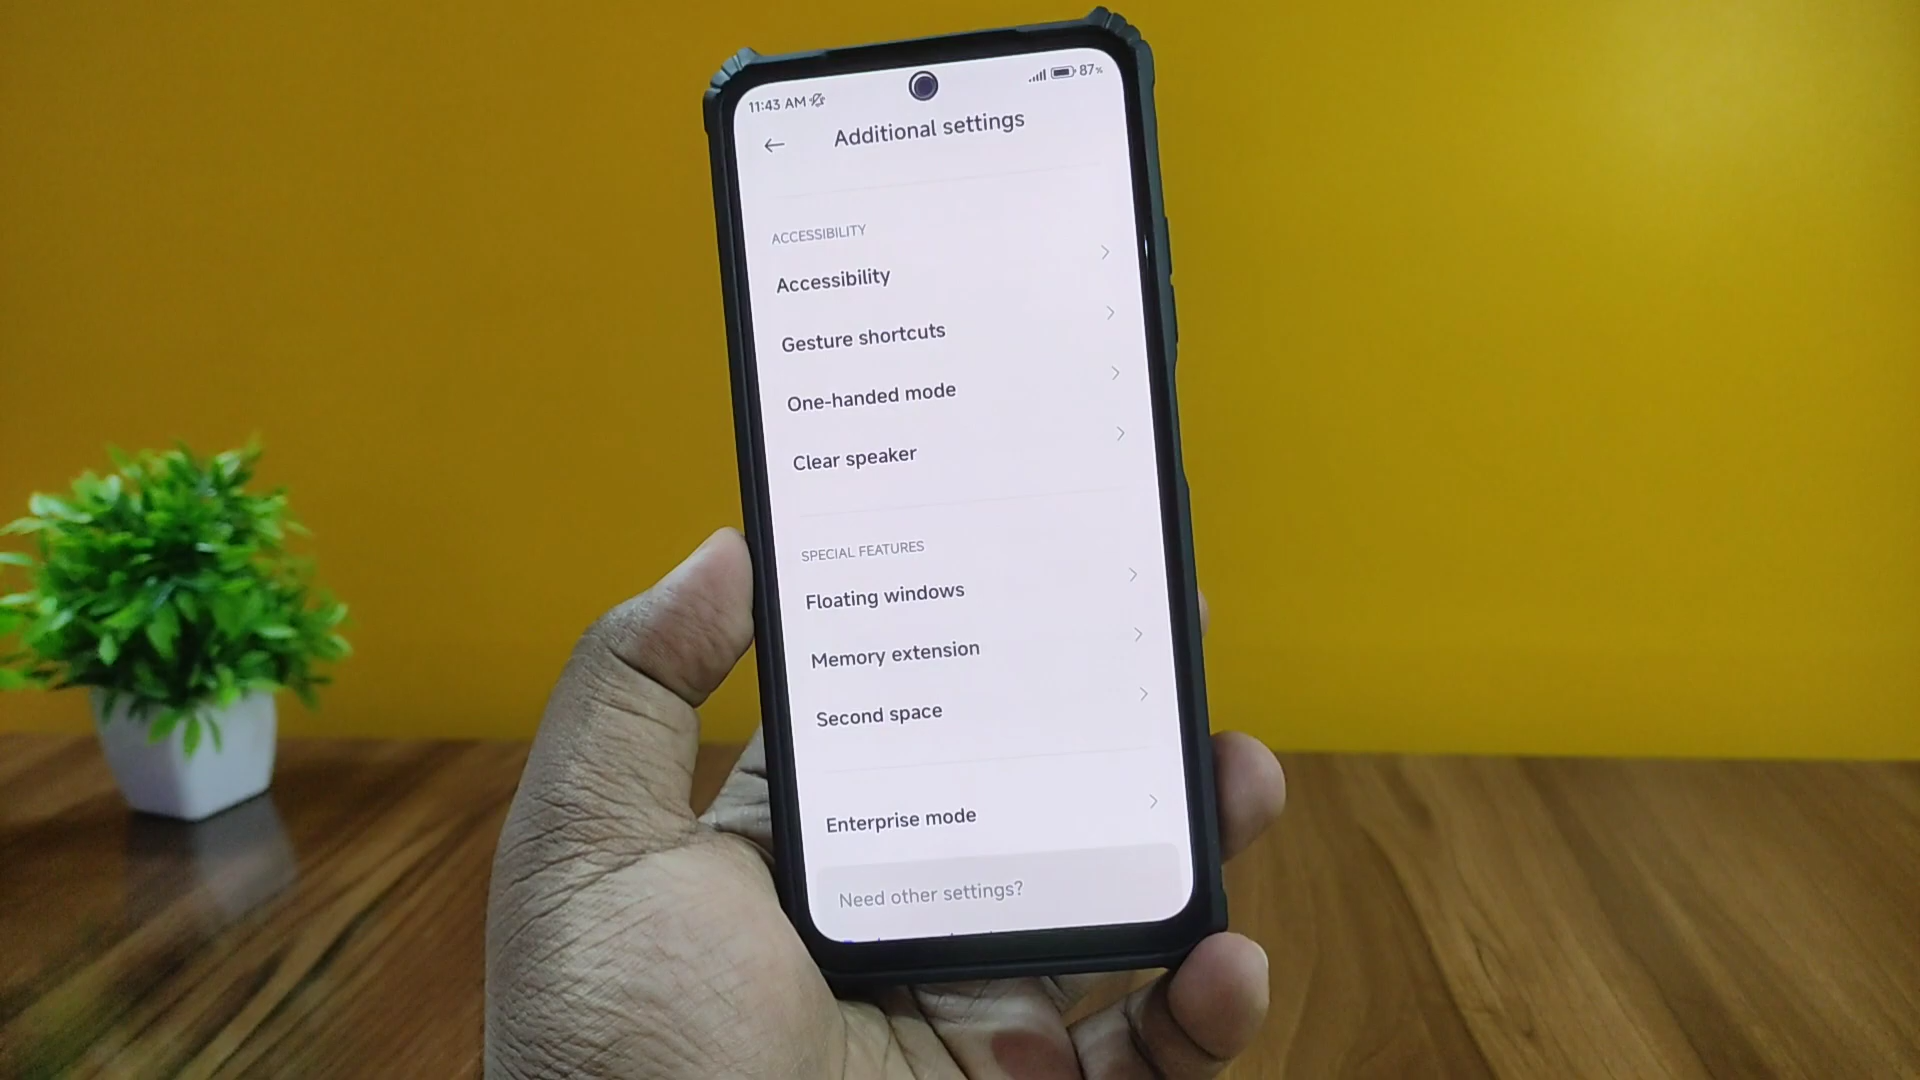 11:43 AM
87%
Additional settings
ACCESSIBILITY
Accessibility
Gesture shortcuts
One-handed mode
Clear speaker
SPECIAL FEATURES
Floating windows
Memory extension
Second space
Enterprise mode
Need other settings?